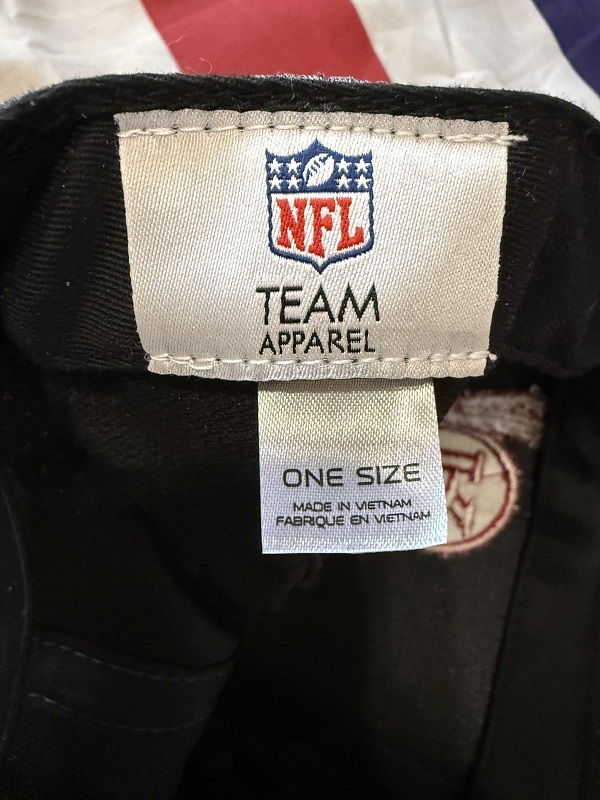 NFL
TEAM
APPAREL
ONE SIZE
MADE IN VIETNAM
FABRIQUE EN VIETNAM